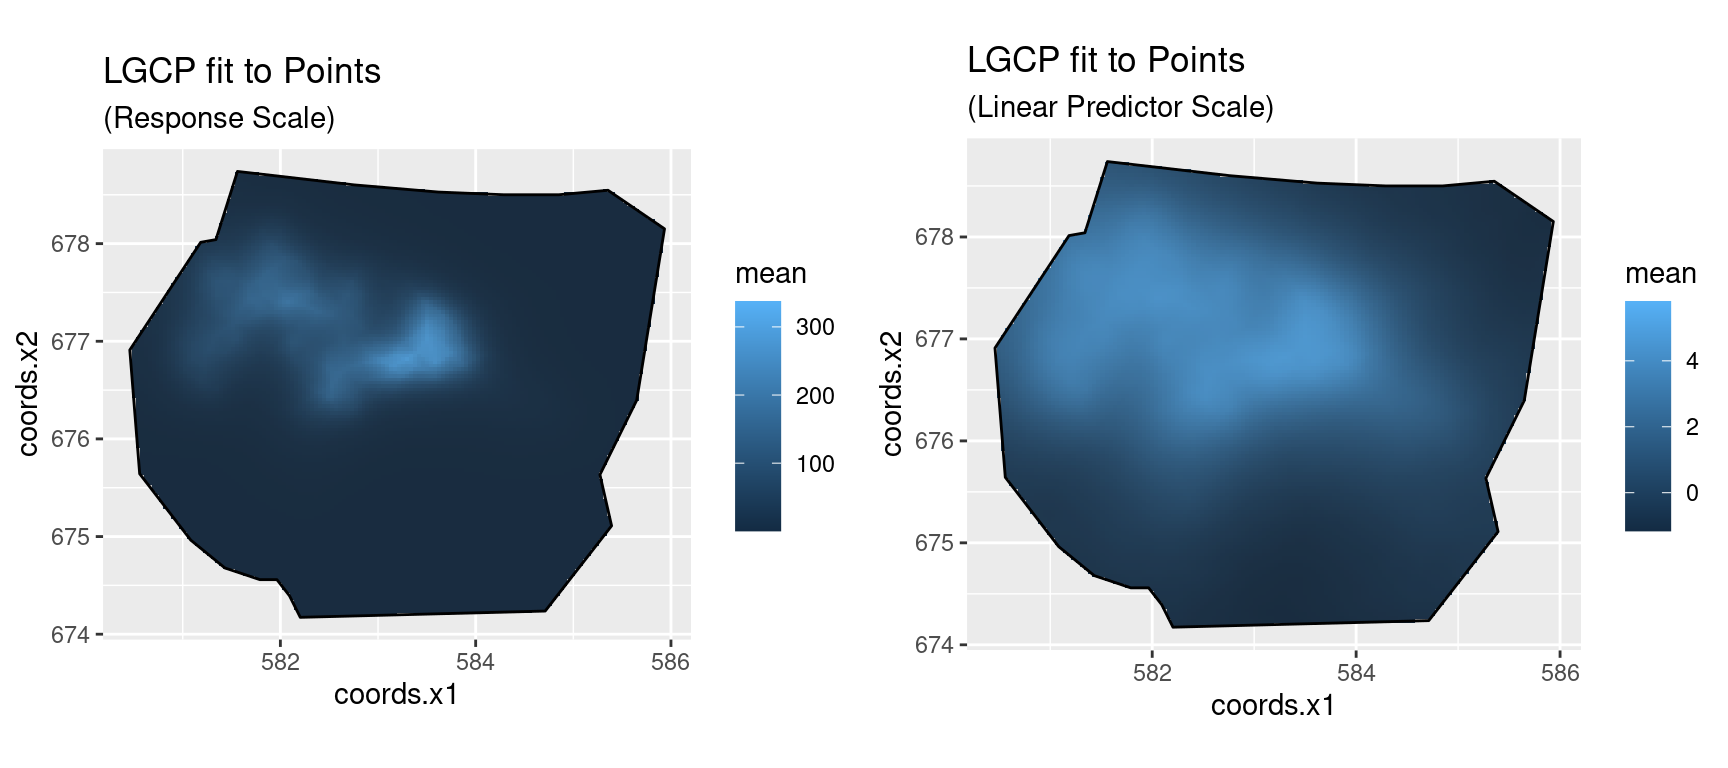 LGCP fit to Points
(Response Scale)
678
677
676
675
674
582 584 586
coords.x1
coords.x2
mean
300
200
100
LGCP fit to Points
(Linear Predictor Scale)
678
677
676
675
674
582 584 586
coords.x1
coords.x2
mean
4
2
0